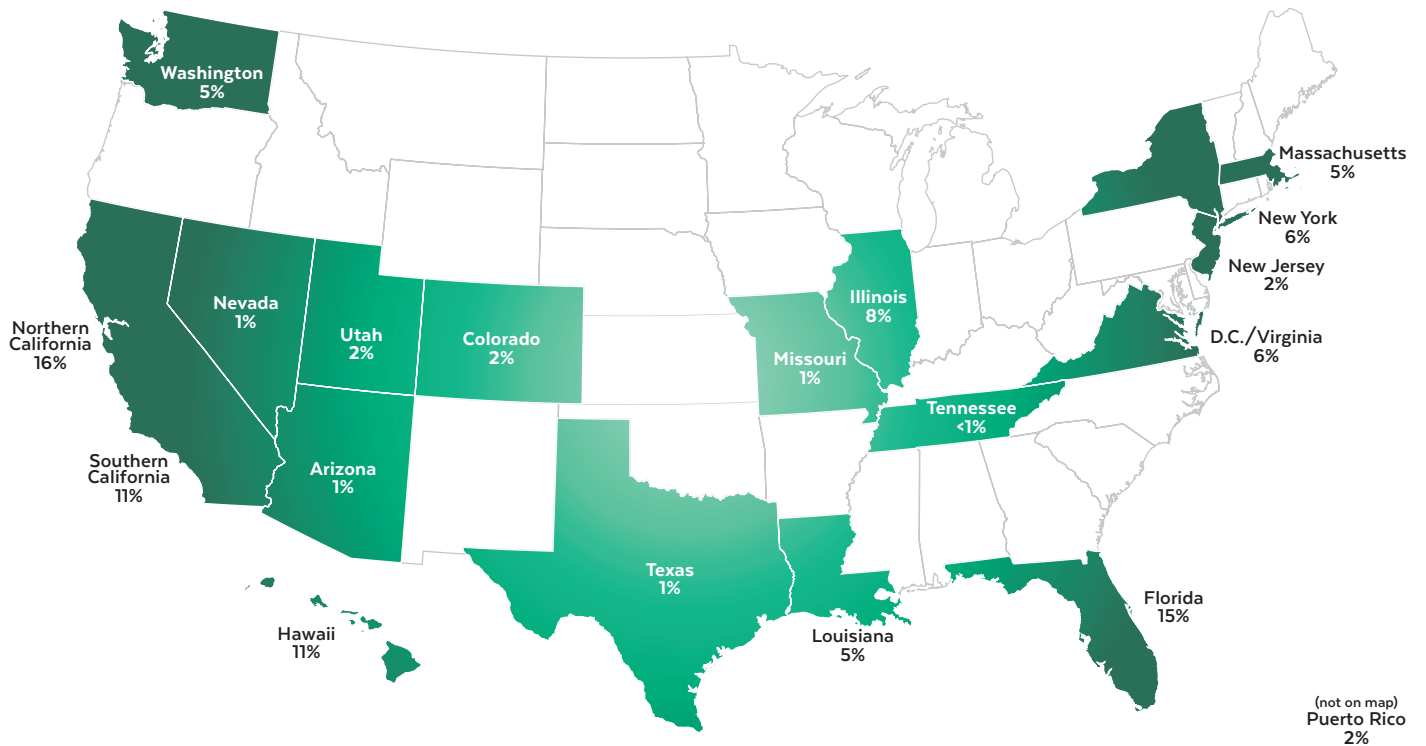 Washington
5%
Massachusetts
5%
New York
6%
New Jersey
2%
Nevada
1%
Illinois
8%
Northern
California
16%
Utah
2%
Colorado
2%
D.C./Virginia
6%
Missouri
1%
Tennessee
<1%
Southern
California
11%
Arizona
1%
Texas
1%
Florida
15%
Hawaii
11%
Louisiana
5%
(not on map)
Puerto Rico
2%